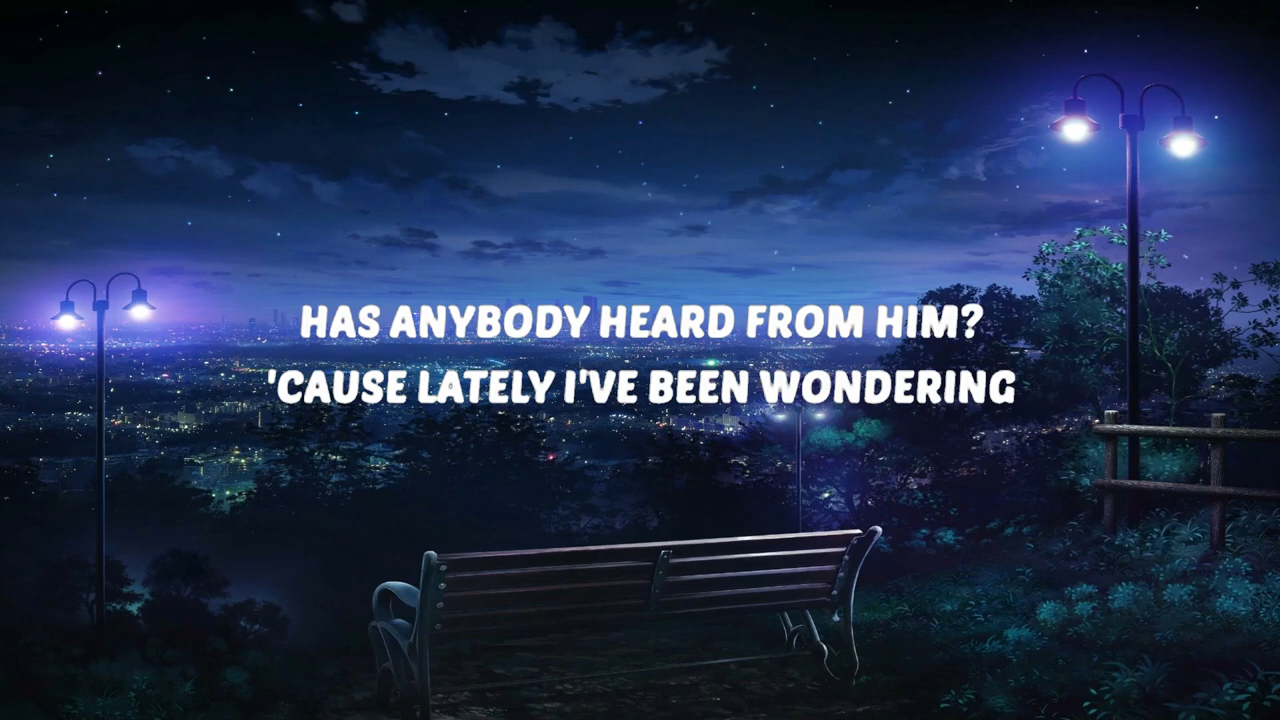 HAS ANYBODY HEARD FROM HIM?
'CAUSE LATELY I'VE BEEN WONDERING